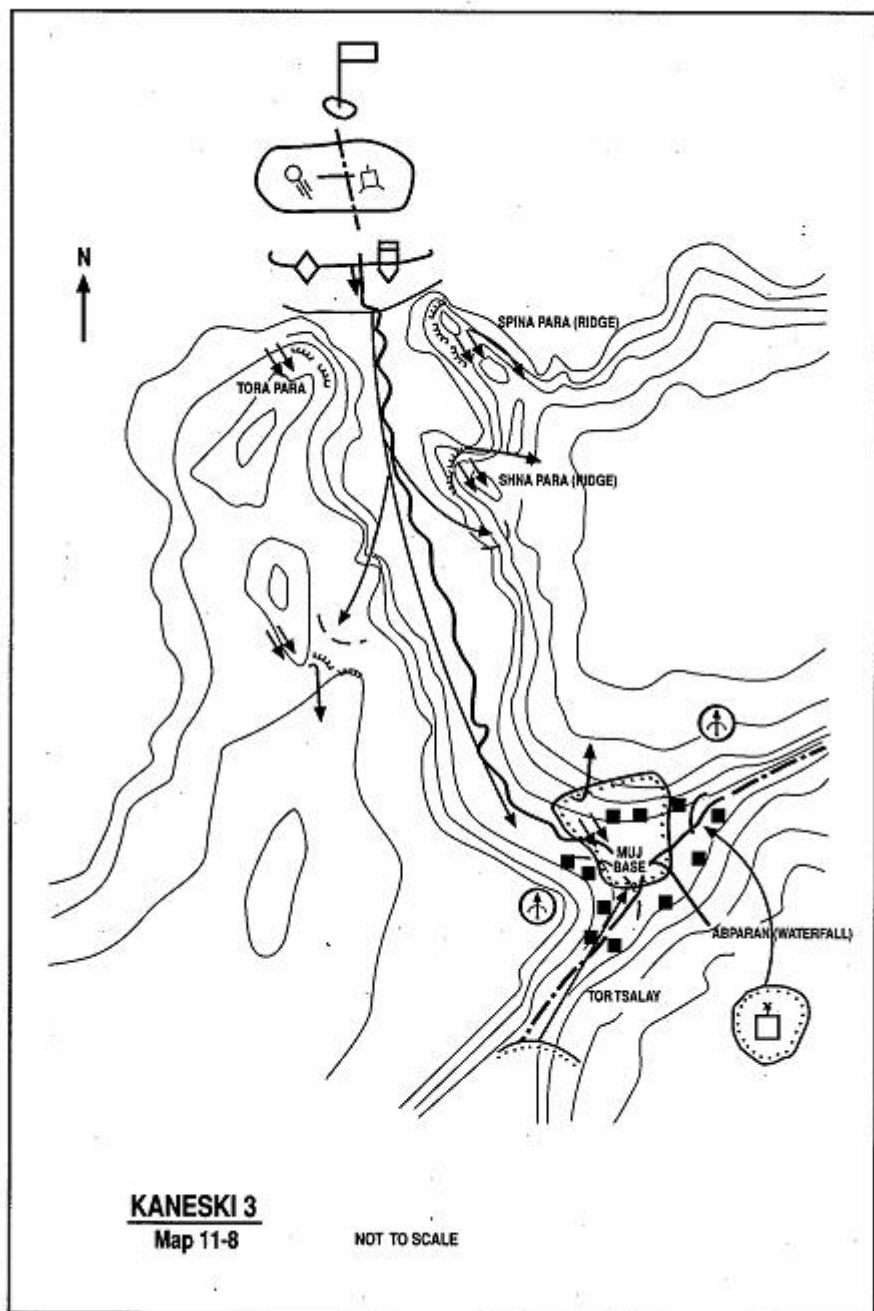 N
SPINA PARA (RIDGE)
TORA PARA
SHNA PARA (RIDGE)
MUJ
BASE
ABPARAN (WATERFALL)
TOR TSALAY
KANESKI 3
Map 11-8
NOT TO SCALE